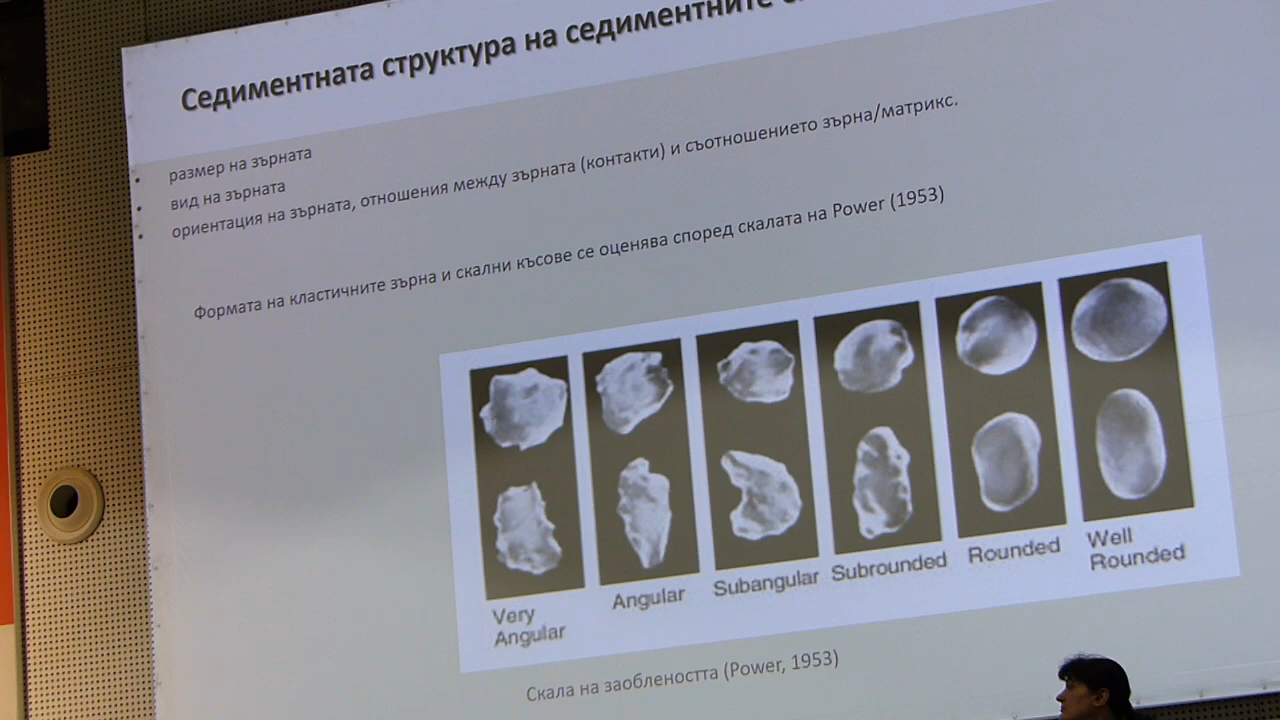 Седиментната структура на седиментните
размер на зърната
вид на зърната
ориентация на зърната, отношения между зърната (контакти) и съотношението зърна/матрикс.
Формата на кластичните зърна и скални късове се оценява според скалата на Power (1953)
Very Angular
Angular
Subangular
Subrounded
Rounded
Well Rounded
Скала на заоблеността (Power, 1953)